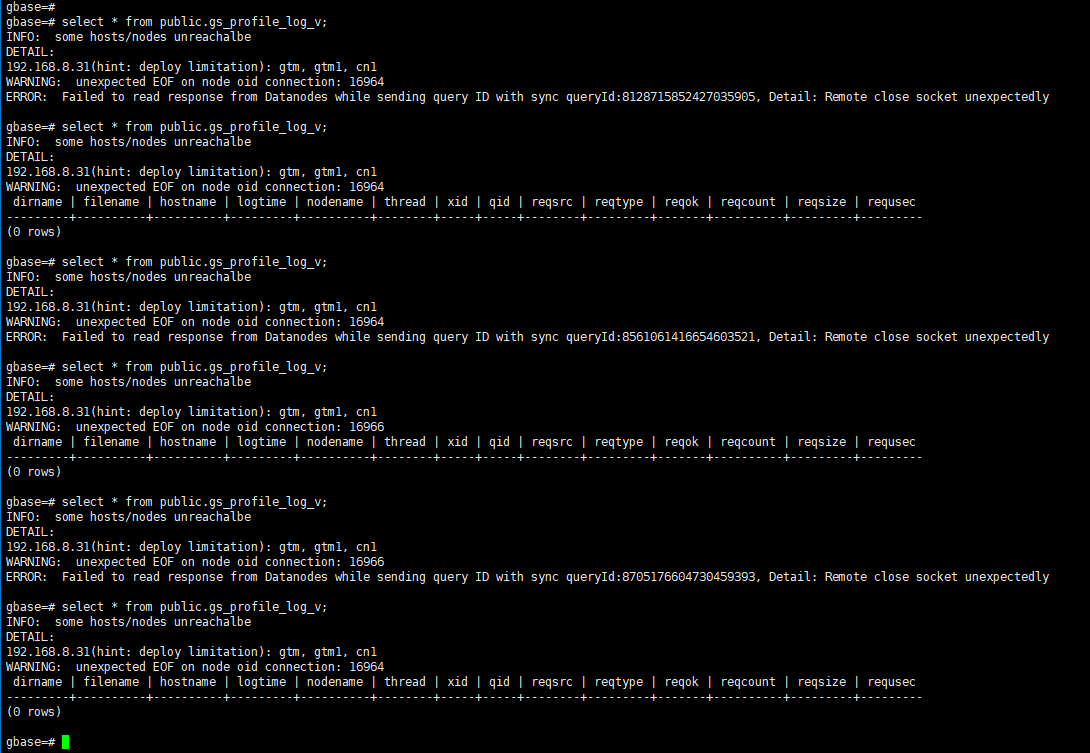 gbase=#
gbase=# select * from public.gs_profile_log_v;
INFO:  some hosts/nodes unreachalbe
DETAIL:
192.168.8.31(hint: deploy limitation): gtm, gtm1, cn1
WARNING:  unexpected EOF on node oid connection: 16964
ERROR:  Failed to read response from Datanodes while sending query ID with sync queryId:8128715852427035905, Detail: Remote close socket unexpectedly
gbase=# select * from public.gs_profile_log_v;
INFO:  some hosts/nodes unreachalbe
DETAIL:
192.168.8.31(hint: deploy limitation): gtm, gtm1, cn1
WARNING:  unexpected EOF on node oid connection: 16964
 dirname | filename | hostname | logtime | nodename | thread | xid | qid | reqsrc | reqtype | reqok | reqcount | reqsize | requsec
---------+----------+----------+---------+----------+--------+-----+-----+--------+---------+-------+----------+---------+---------
(0 rows)
gbase=# select * from public.gs_profile_log_v;
INFO:  some hosts/nodes unreachalbe
DETAIL:
192.168.8.31(hint: deploy limitation): gtm, gtm1, cn1
WARNING:  unexpected EOF on node oid connection: 16964
ERROR:  Failed to read response from Datanodes while sending query ID with sync queryId:8561061416654603521, Detail: Remote close socket unexpectedly
gbase=# select * from public.gs_profile_log_v;
INFO:  some hosts/nodes unreachalbe
DETAIL:
192.168.8.31(hint: deploy limitation): gtm, gtm1, cn1
WARNING:  unexpected EOF on node oid connection: 16966
 dirname | filename | hostname | logtime | nodename | thread | xid | qid | reqsrc | reqtype | reqok | reqcount | reqsize | requsec
---------+----------+----------+---------+----------+--------+-----+-----+--------+---------+-------+----------+---------+---------
(0 rows)
gbase=# select * from public.gs_profile_log_v;
INFO:  some hosts/nodes unreachalbe
DETAIL:
192.168.8.31(hint: deploy limitation): gtm, gtm1, cn1
WARNING:  unexpected EOF on node oid connection: 16966
ERROR:  Failed to read response from Datanodes while sending query ID with sync queryId:8705176604730459393, Detail: Remote close socket unexpectedly
gbase=# select * from public.gs_profile_log_v;
INFO:  some hosts/nodes unreachalbe
DETAIL:
192.168.8.31(hint: deploy limitation): gtm, gtm1, cn1
WARNING:  unexpected EOF on node oid connection: 16964
 dirname | filename | hostname | logtime | nodename | thread | xid | qid | reqsrc | reqtype | reqok | reqcount | reqsize | requsec
---------+----------+----------+---------+----------+--------+-----+-----+--------+---------+-------+----------+---------+---------
(0 rows)
gbase=#